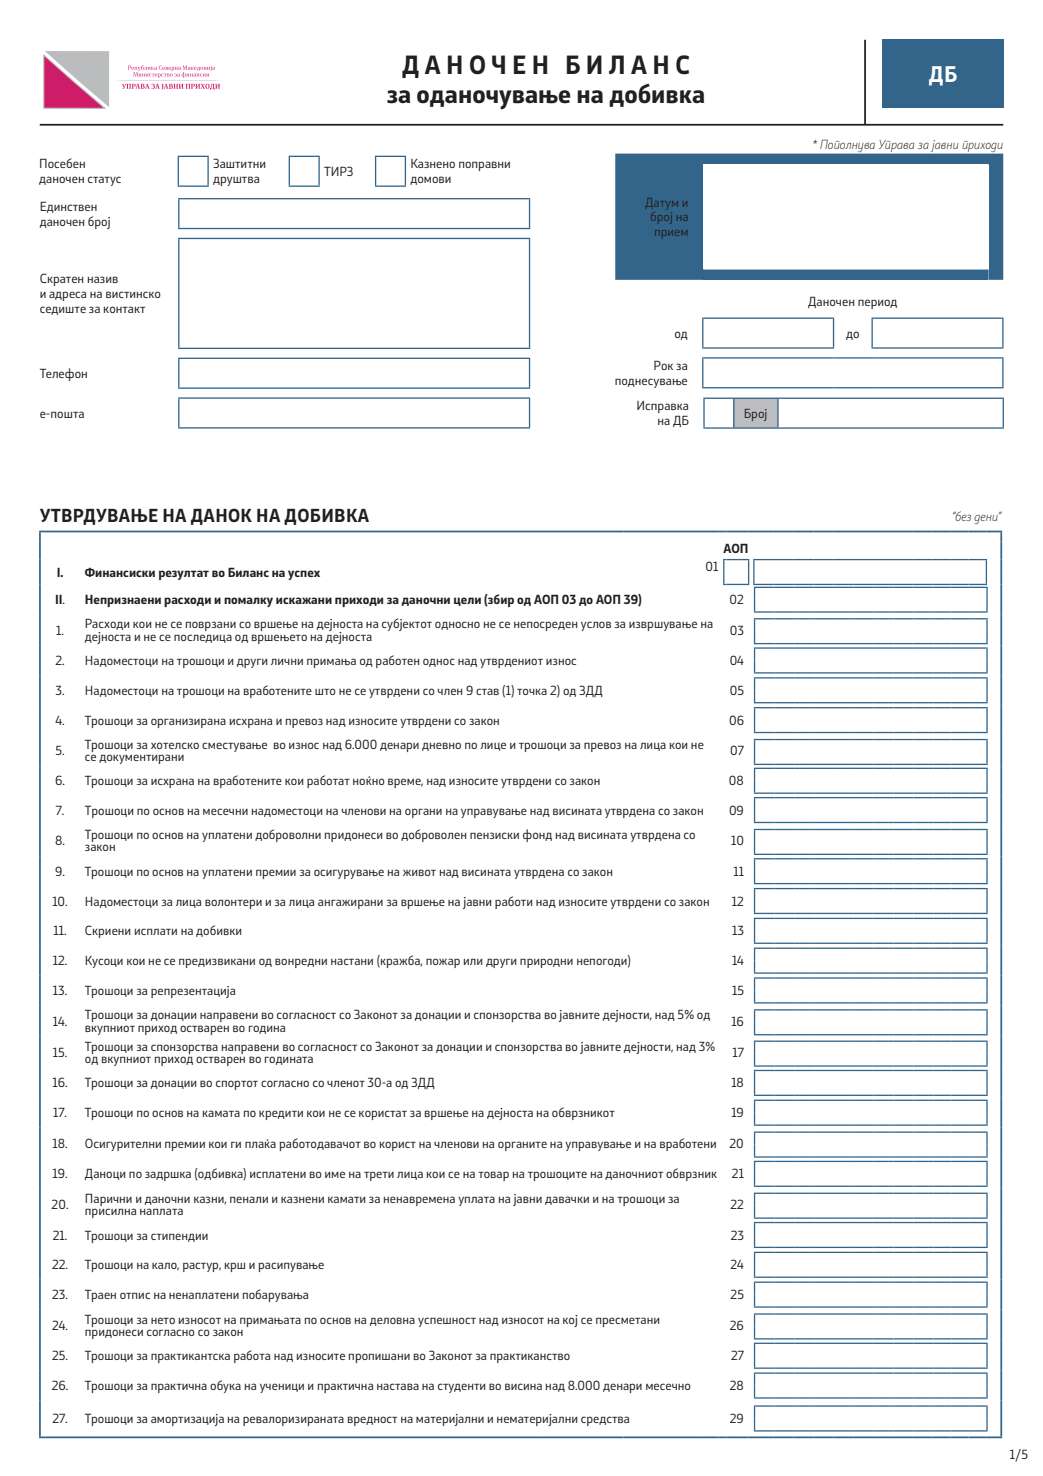 Република Северна Македонија
Министерство за финансии
УПРАВА ЗА ЈАВНИ ПРИХОДИ
ДАНОЧЕН БИЛАНС
за оданочување на добивка
ДБ
* Пополнува Управа за јавни приходи
Посебен
даночен статус
Заштитни
друштва
ТИРЗ
Казнено поправни
домови
Единствен
даночен број
Скратен назив
и адреса на вистинско
седиште за контакт
Телефон
е-пошта
Датум и
број на
прием
Даночен период
од
до
Рок за
поднесување
Исправка
на ДБ
Број
УТВРДУВАЊЕ НА ДАНОК НА ДОБИВКА
"без дени"
АОП
I. Финансиски резултат во Биланс на успех 01
II. Непризнаени расходи и помалку искажани приходи за даночни цели (збир од АОП 03 до АОП 39) 02
1. Расходи кои не се поврзани со вршење на дејноста на субјектот односно не се непосреден услов за извршување на
дејноста и не се последица од вршењето на дејноста 03
2. Надоместоци на трошоци и други лични примања од работен однос над утврдениот износ 04
3. Надоместоци на трошоци на вработените што не се утврдени со член 9 став (1) точка 2) од ЗДД 05
4. Трошоци за организирана исхрана и превоз над износите утврдени со закон 06
5. Трошоци за хотелско сместување во износ над 6.000 денари дневно по лице и трошоци за превоз на лица кои не
се документирани 07
6. Трошоци за исхрана на вработените кои работат ноќно време, над износите утврдени со закон 08
7. Трошоци по основ на месечни надоместоци на членови на органи на управување над висината утврдена со закон 09
8. Трошоци по основ на уплатени доброволни придонеси во доброволен пензиски фонд над висината утврдена со
закон 10
9. Трошоци по основ на уплатени премии за осигурување на живот над висината утврдена со закон 11
10. Надоместоци за лица волонтери и за лица ангажирани за вршење на јавни работи над износите утврдени со закон 12
11. Скриени исплати на добивки 13
12. Кусоци кои не се предизвикани од вонредни настани (кражба, пожар или други природни непогоди) 14
13. Трошоци за репрезентација 15
14. Трошоци за донации направени во согласност со Законот за донации и спонзорства во јавните дејности, над 5% од
вкупниот приход остварен во година 16
15. Трошоци за спонзорства направени во согласност со Законот за донации и спонзорства во јавните дејности, над 3%
од вкупниот приход остварен во годината 17
16. Трошоци за донации во спортот согласно со членот 30-а од ЗДД 18
17. Трошоци по основ на камата по кредити кои не се користат за вршење на дејноста на обврзникот 19
18. Осигурителни премии кои ги плаќа работодавачот во корист на членови на органите на управување и на вработени 20
19. Даноци по задршка (одбивка) исплатени во име на трети лица кои се на товар на трошоците на даночниот обврзник 21
20. Парични и даночни казни, пенали и казнени камати за ненавремена уплата на јавни давачки и на трошоци за
присилна наплата 22
21. Трошоци за стипендии 23
22. Трошоци на кало, растур, крш и расипување 24
23. Траен отпис на ненаплатени побарувања 25
24. Трошоци за нето износот на примањата по основ на деловна успешност над износот на кој се пресметани
придонеси согласно со закон 26
25. Трошоци за практикантска работа над износите пропишани во Законот за практиканство 27
26. Трошоци за практична обука на ученици и практична настава на студенти во висина над 8.000 денари месечно 28
27. Трошоци за амортизација на ревалоризираната вредност на материјални и нематеријални средства 29
1/5